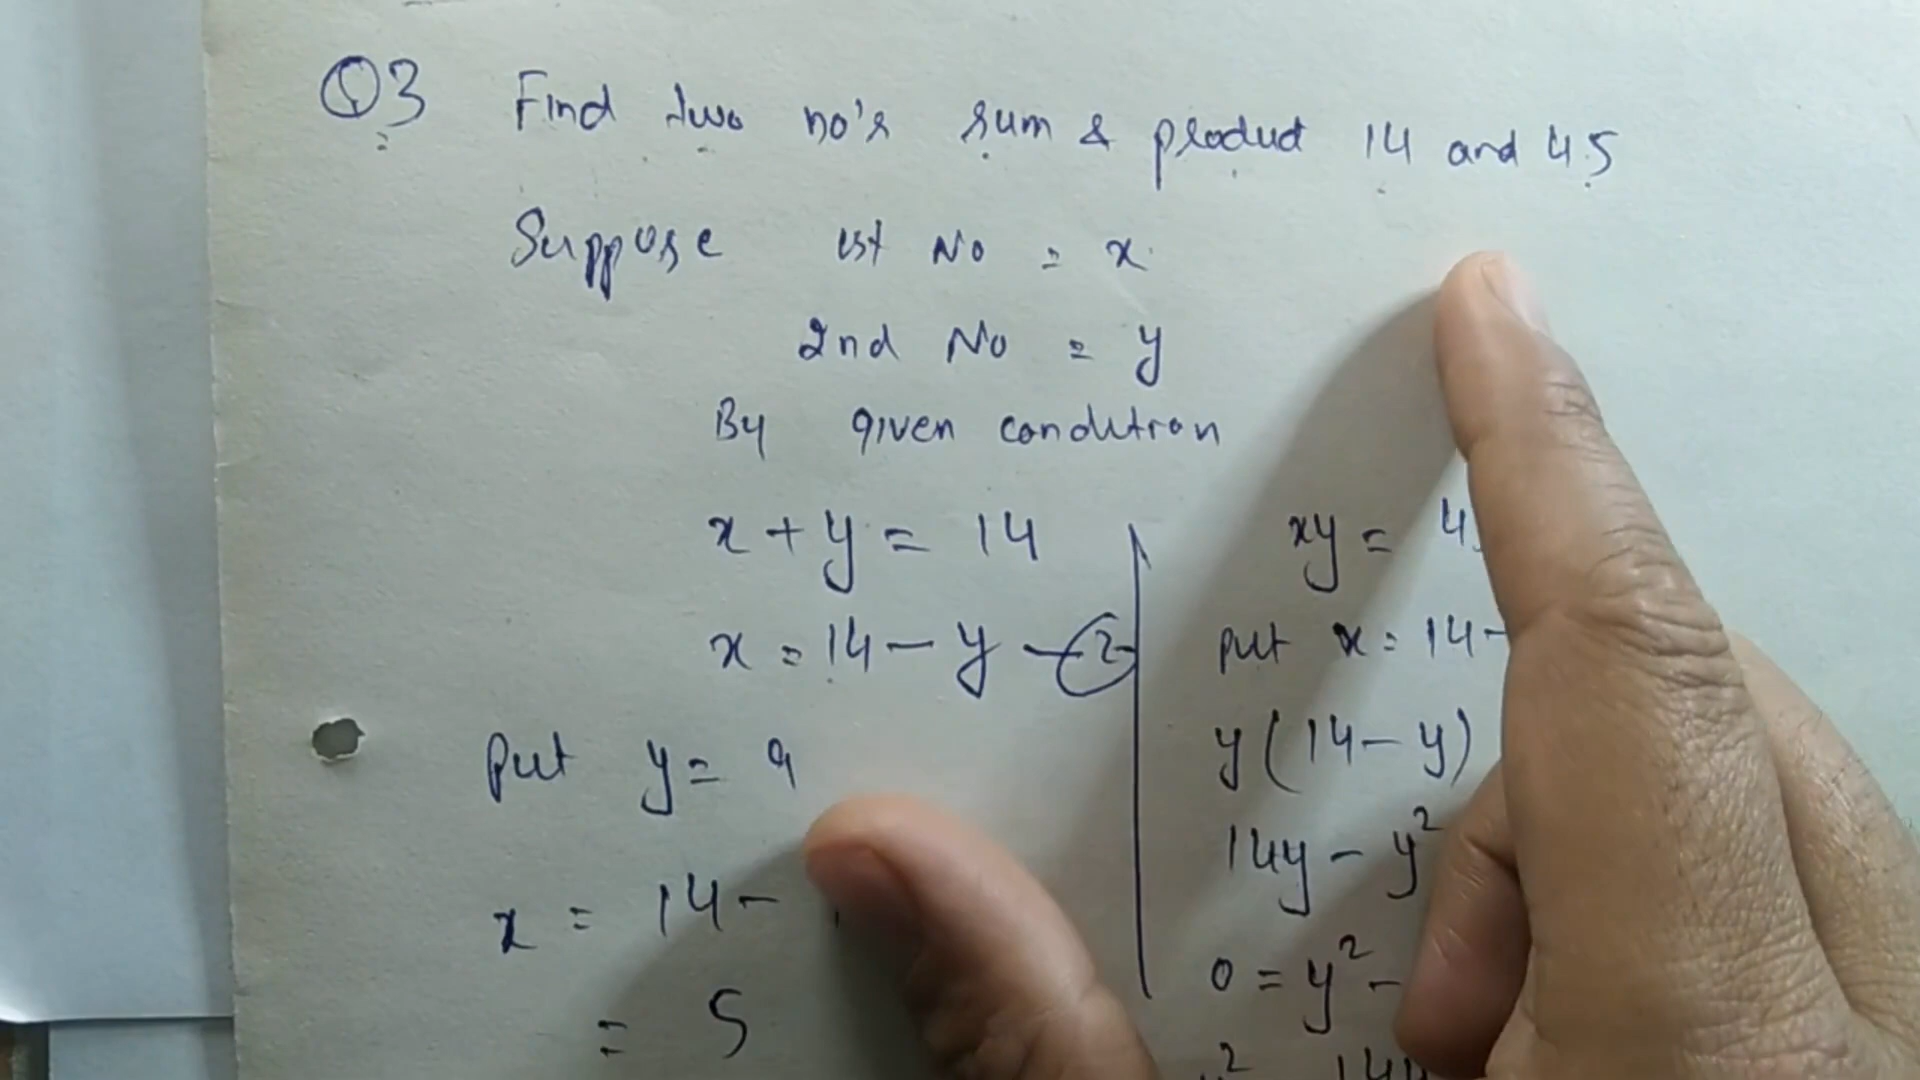 Q3 Find two no's sum & product 14 and 45
Suppose 1st No = x
2nd No = y
By given condition
x + y = 14
x = 14 - y - 2
Put y = 9
x = 14 -
= 5
xy = 4
put x = 14 -
y(14 - y)
14y - y²
0 = y² -